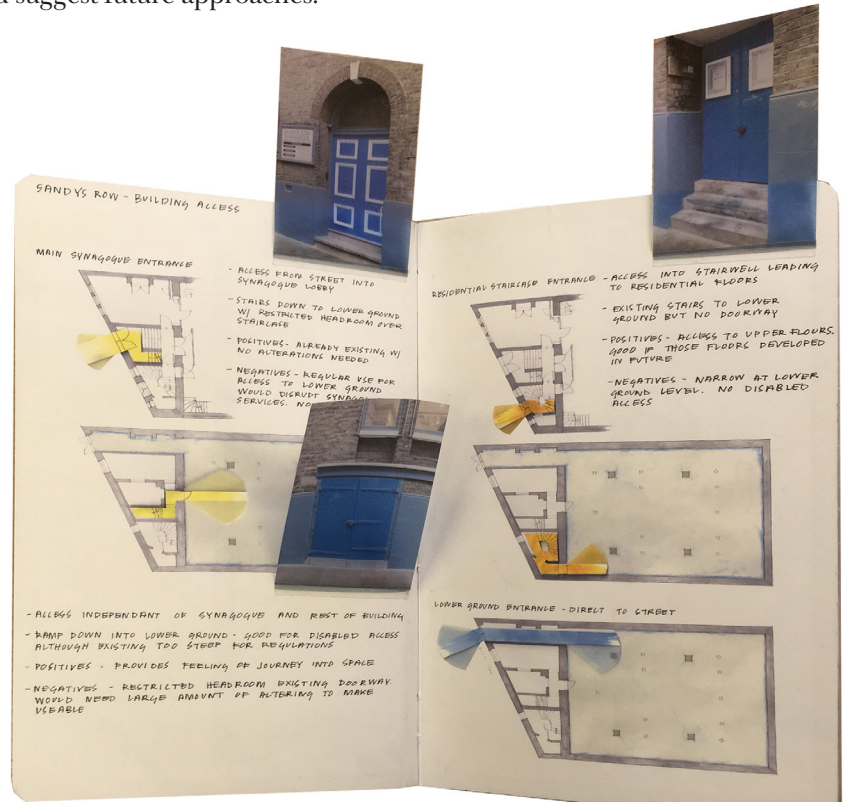 d suggest future approaches.
SANDYS ROW - BUILDING ACCESS
MAIN SYNAGOGUE ENTRANCE
- ACCESS FROM STREET INTO
SYNAGOGUE LOBBY
- STAIRS DOWN TO LOWER GROUND
W/ RESTRICTED HEADROOM OVER
STAIRCASE
- POSITIVES - ALREADY EXISTING W/
NO ALTERATIONS NEEDED
- NEGATIVES - REGULAR USE FOR
ACCESS TO LOWER GROUND
WOULD DISRUPT
SERVICES.
- ACCESS INDEPENDANT OF SYNAGOGUE AND REST OF BUILDING
- RAMP DOWN INTO LOWER GROUND - GOOD FOR DISABLED ACCESS
ALTHOUGH EXISTING TOO STEEP FOR REGULATIONS
- POSITIVES - PROVIDES FEELING OF JOURNEY INTO SPACE
- NEGATIVES - RESTRICTED HEADROOM EXISTING DOORWAY.
WOULD NEED LARGE AMOUNT OF ALTERING TO MAKE
USEABLE
RESIDENTIAL STAIRCASE ENTRANCE
- ACCESS INTO STAIRWELL LEADING
TO RESIDENTIAL FLOORS
- EXISTING STAIRS TO LOWER
GROUND BUT NO DOORWAY
- POSITIVES - ACCESS TO UPPER FLOORS.
GOOD IF THOSE FLOORS DEVELOPED
IN FUTURE
- NEGATIVES - NARROW AT LOWER
GROUND LEVEL. NO DISABLED
ACCESS
LOWER GROUND ENTRANCE - DIRECT TO STREET